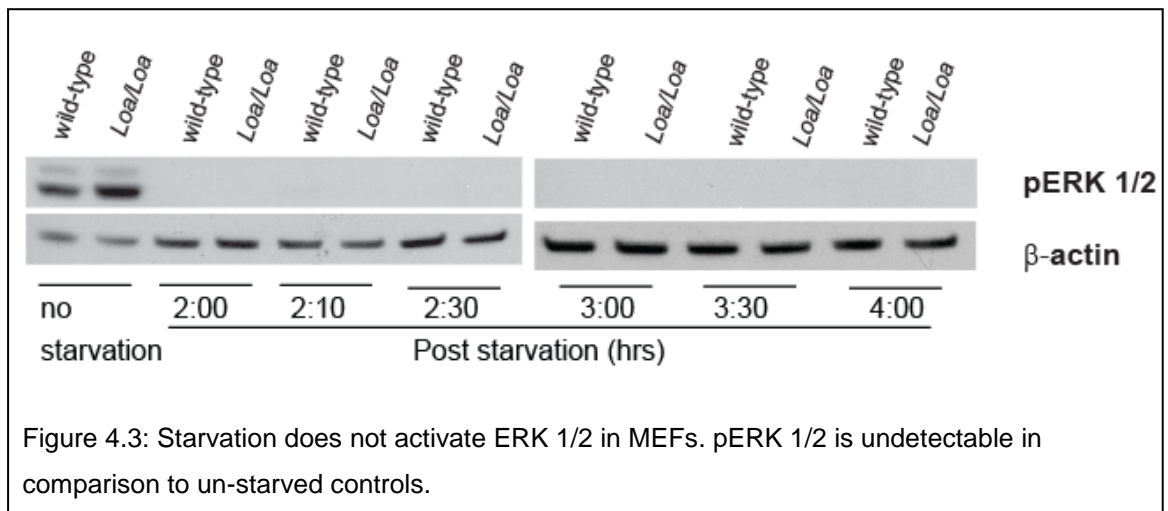 wild-type Loa/Loa wild-type Loa/Loa wild-type Loa/Loa wild-type Loa/Loa wild-type Loa/Loa wild-type Loa/Loa wild-type Loa/Loa
pERK 1/2
β-actin
no 2:00 2:10 2:30 3:00 3:30 4:00
starvation Post starvation (hrs)
Figure 4.3: Starvation does not activate ERK 1/2 in MEFs. pERK 1/2 is undetectable in
comparison to un-starved controls.